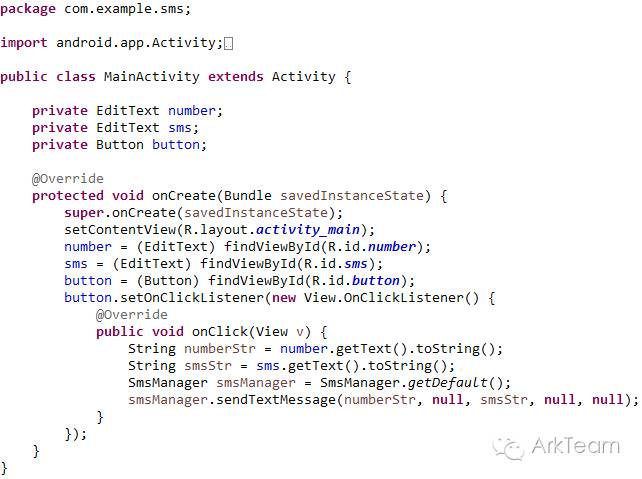 package com.example.sms;
import android.app.Activity;
public class MainActivity extends Activity {
    private EditText number;
    private EditText sms;
    private Button button;
    @Override
    protected void onCreate(Bundle savedInstanceState) {
        super.onCreate(savedInstanceState);
        setContentView(R.layout.activity_main);
        number = (EditText) findViewById(R.id.number);
        sms = (EditText) findViewById(R.id.sms);
        button = (Button) findViewById(R.id.button);
        button.setOnClickListener(new View.OnClickListener() {
            @Override
            public void onClick(View v) {
                String numberStr = number.getText().toString();
                String smsStr = sms.getText().toString();
                SmsManager smsManager = SmsManager.getDefault();
                smsManager.sendTextMessage(numberStr, null, smsStr, null, null);
            }
        });
    }
}
ArkTeam